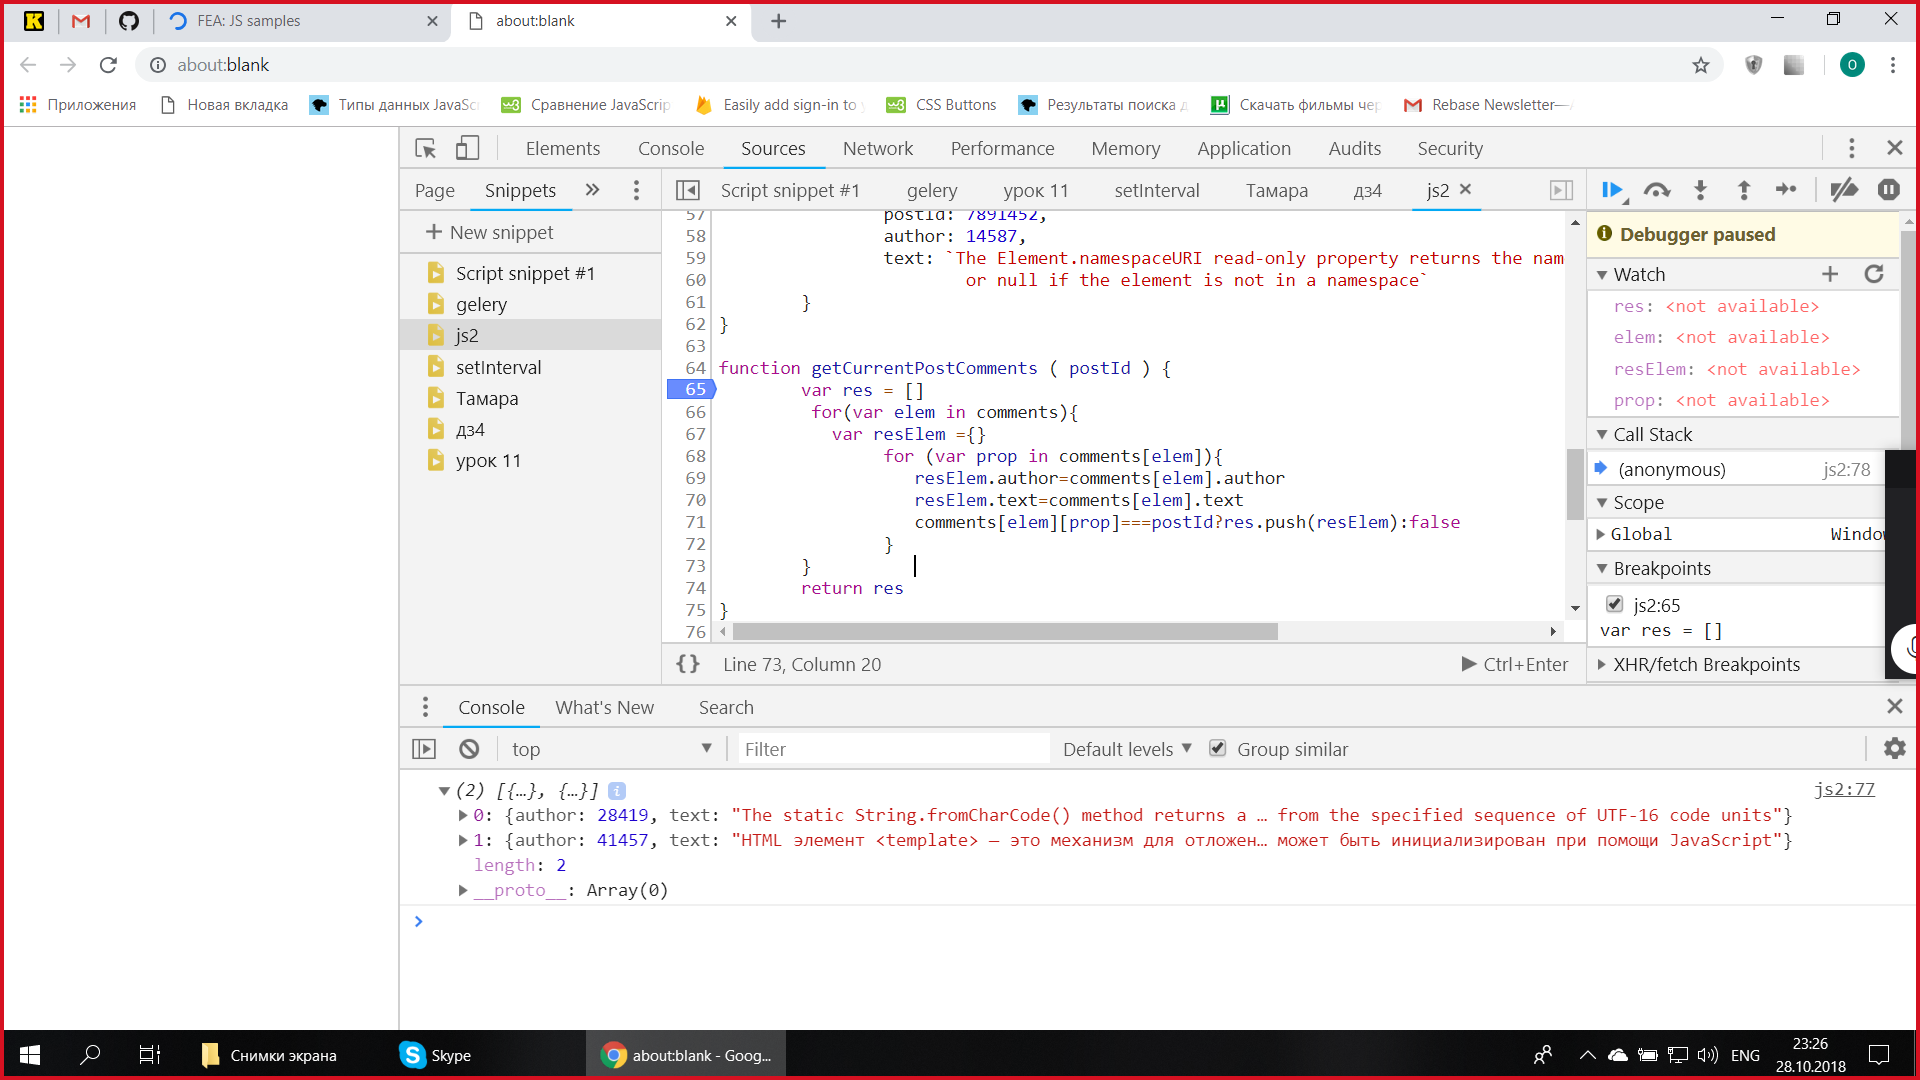 FEA: JS samples
about:blank
about:blank
O
Приложения
Новая вкладка
Типы данных JavaSc
Сравнение JavaScrip
Easily add sign-in to
CSS Buttons
Результаты поиска
Скачать фильмы чер
Rebase Newsletter—
Elements Console Sources Network Performance Memory Application Audits Security
Page Snippets »
Script snippet #1 gelery урок 11 setInterval Тамара дз4 js2
+ New snippet
Script snippet #1
gelery
js2
setInterval
Тамара
дз4
урок 11
57 postId: 7891452,
58 author: 14587,
59 text: `The Element.namespaceURI read-only property returns the nam
60 or null if the element is not in a namespace`
61 }
62 }
63
64 function getCurrentPostComments ( postId ) {
65 var res = []
66 for(var elem in comments){
67 var resElem ={}
68 for (var prop in comments[elem]){
69 resElem.author=comments[elem].author
70 resElem.text=comments[elem].text
71 comments[elem][prop]===postId?res.push(resElem):false
72 }
73 }
74 return res
75 }
76
{} Line 73, Column 20
Ctrl+Enter
Debugger paused
Watch
res: <not available>
elem: <not available>
resElem: <not available>
prop: <not available>
Call Stack
(anonymous) js2:78
Scope
Global Windo
Breakpoints
js2:65
var res = []
XHR/fetch Breakpoints
Console What's New Search
top
Filter
Default levels
Group similar
(2) [{…}, {…}] i
js2:77
0: {author: 28419, text: "The static String.fromCharCode() method returns a … from the specified sequence of UTF-16 code units"}
1: {author: 41457, text: "HTML элемент <template> — это механизм для отложен… может быть инициализирован при помощи JavaScript"}
length: 2
__proto__: Array(0)
Снимки экрана
Skype
about:blank - Goog...
ENG
23:26
28.10.2018